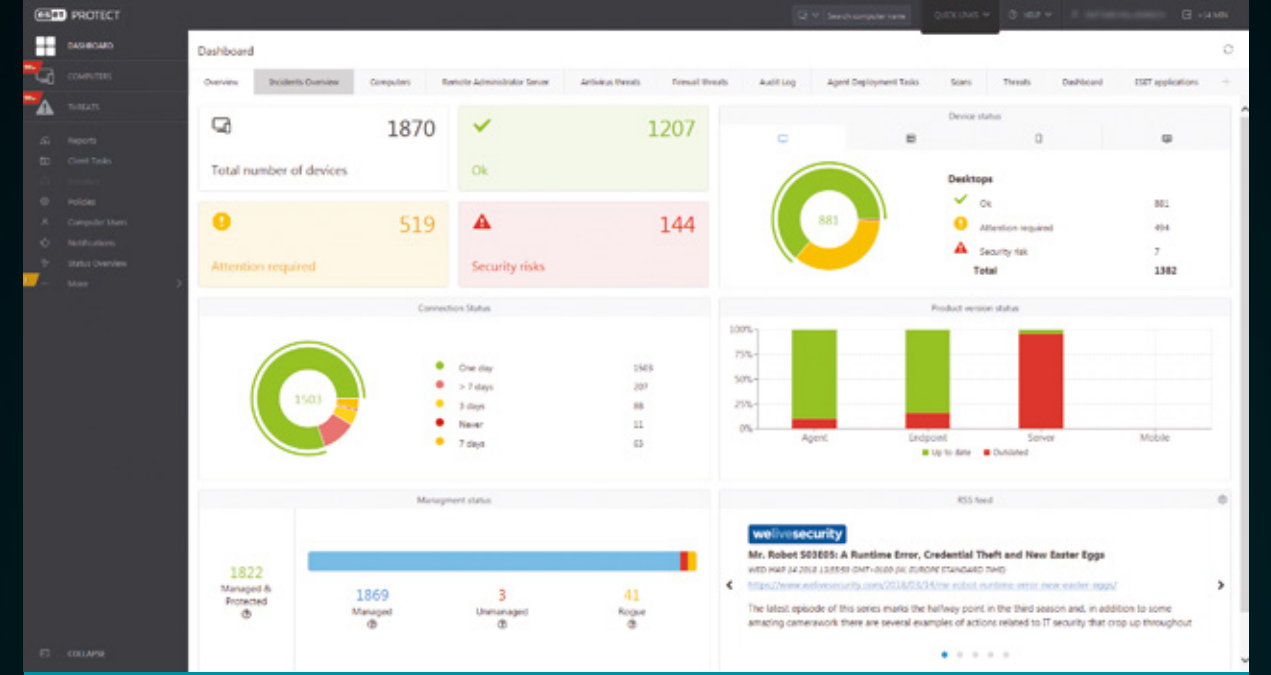 eset PROTECT
Search computer name
QUICK LINKS
HELP
DASHBOARD
COMPUTERS
THREATS
Reports
Client Tasks
Policies
Computer Users
Notifications
Status Overview
More
COLLAPSE
Dashboard
Overview Incidents Overview Computers Remote Administrator Server Antivirus threats Firewall threats Audit Log Agent Deployment Tasks Scans Threats Dashboard ESET applications
1870
Total number of devices
1207
Ok
519
Attention required
144
Security risks
Device status
881
Desktops
Ok 881
Attention required 494
Security risk 7
Total 1382
Connection Status
1503
One day 1503
> 7 days 207
3 days 88
Never 11
7 days
Product version status
100%
75%
50%
25%
0%
Agent Endpoint Server Mobile
Up to date Outdated
Managment status
1822
Managed &
Protected
1869
Managed
3
Unmanaged
41
Rogue
RSS feed
welivesecurity
Mr. Robot S03E05: A Runtime Error, Credential Theft and New Easter Eggs
https://www.welivesecurity.com/2018/03/14/mr-robot-runtime-error-new-easter-eggs/
The latest episode of this series marks the halfway point in the third season and, in addition to some
amazing camerawork there are several examples of actions related to IT security that crop up throughout